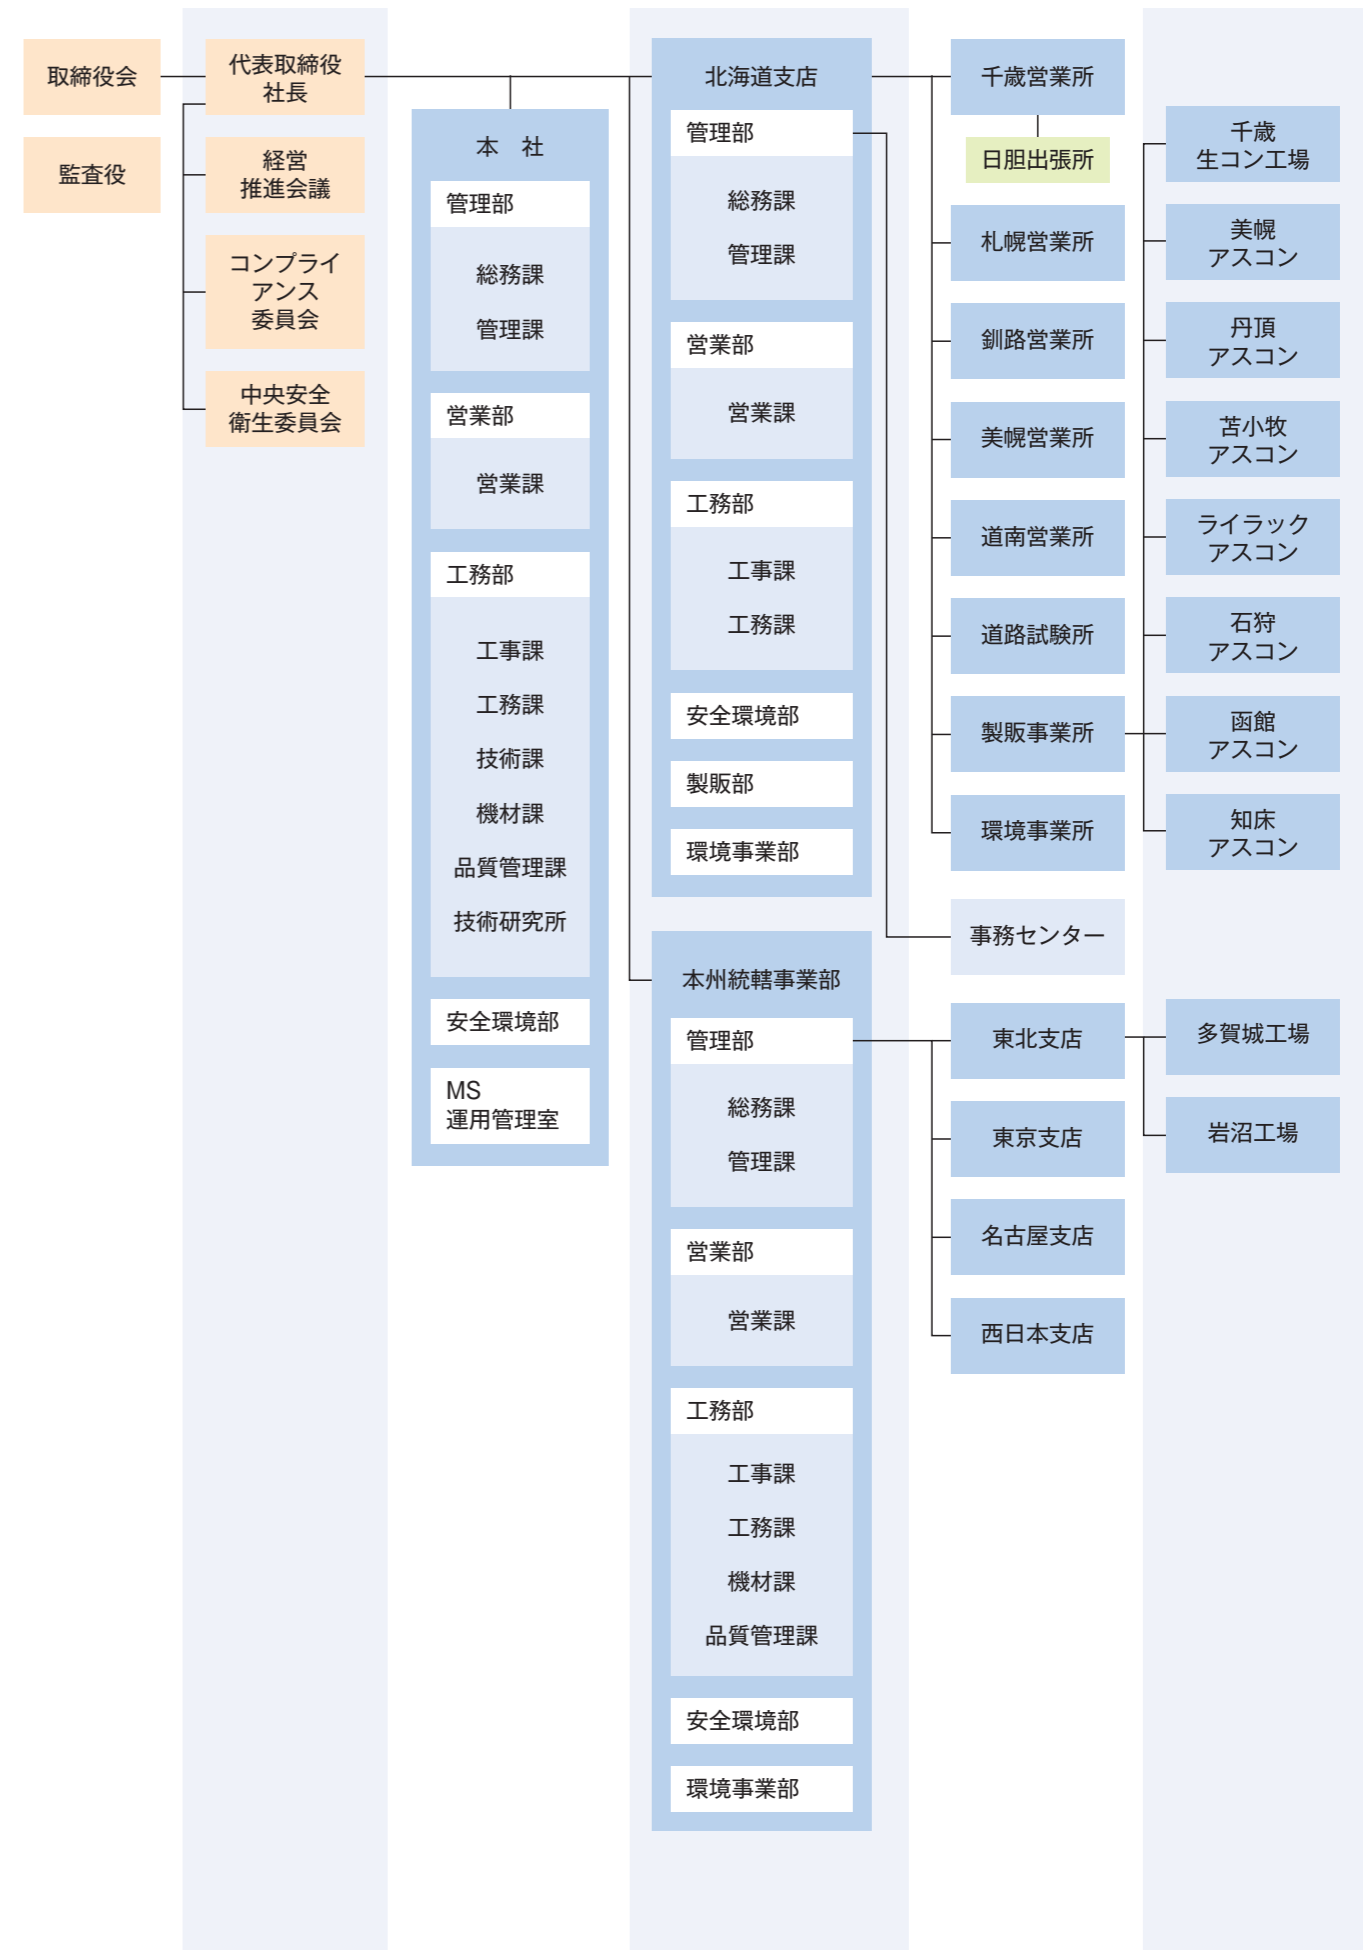 取締役会
監査役
代表取締役
社長
経営
推進会議
コンプライ
アンス
委員会
中央安全
衛生委員会
本　社
管理部
総務課
管理課
営業部
営業課
工務部
工事課
工務課
技術課
機材課
品質管理課
技術研究所
安全環境部
MS
運用管理室
北海道支店
管理部
総務課
管理課
営業部
営業課
工務部
工事課
工務課
安全環境部
製販部
環境事業部
本州統轄事業部
管理部
総務課
管理課
営業部
営業課
工務部
工事課
工務課
機材課
品質管理課
安全環境部
環境事業部
千歳営業所
日胆出張所
札幌営業所
釧路営業所
美幌営業所
道南営業所
道路試験所
製販事業所
環境事業所
事務センター
東北支店
東京支店
名古屋支店
西日本支店
千歳
生コン工場
美幌
アスコン
丹頂
アスコン
苫小牧
アスコン
ライラック
アスコン
石狩
アスコン
函館
アスコン
知床
アスコン
多賀城工場
岩沼工場